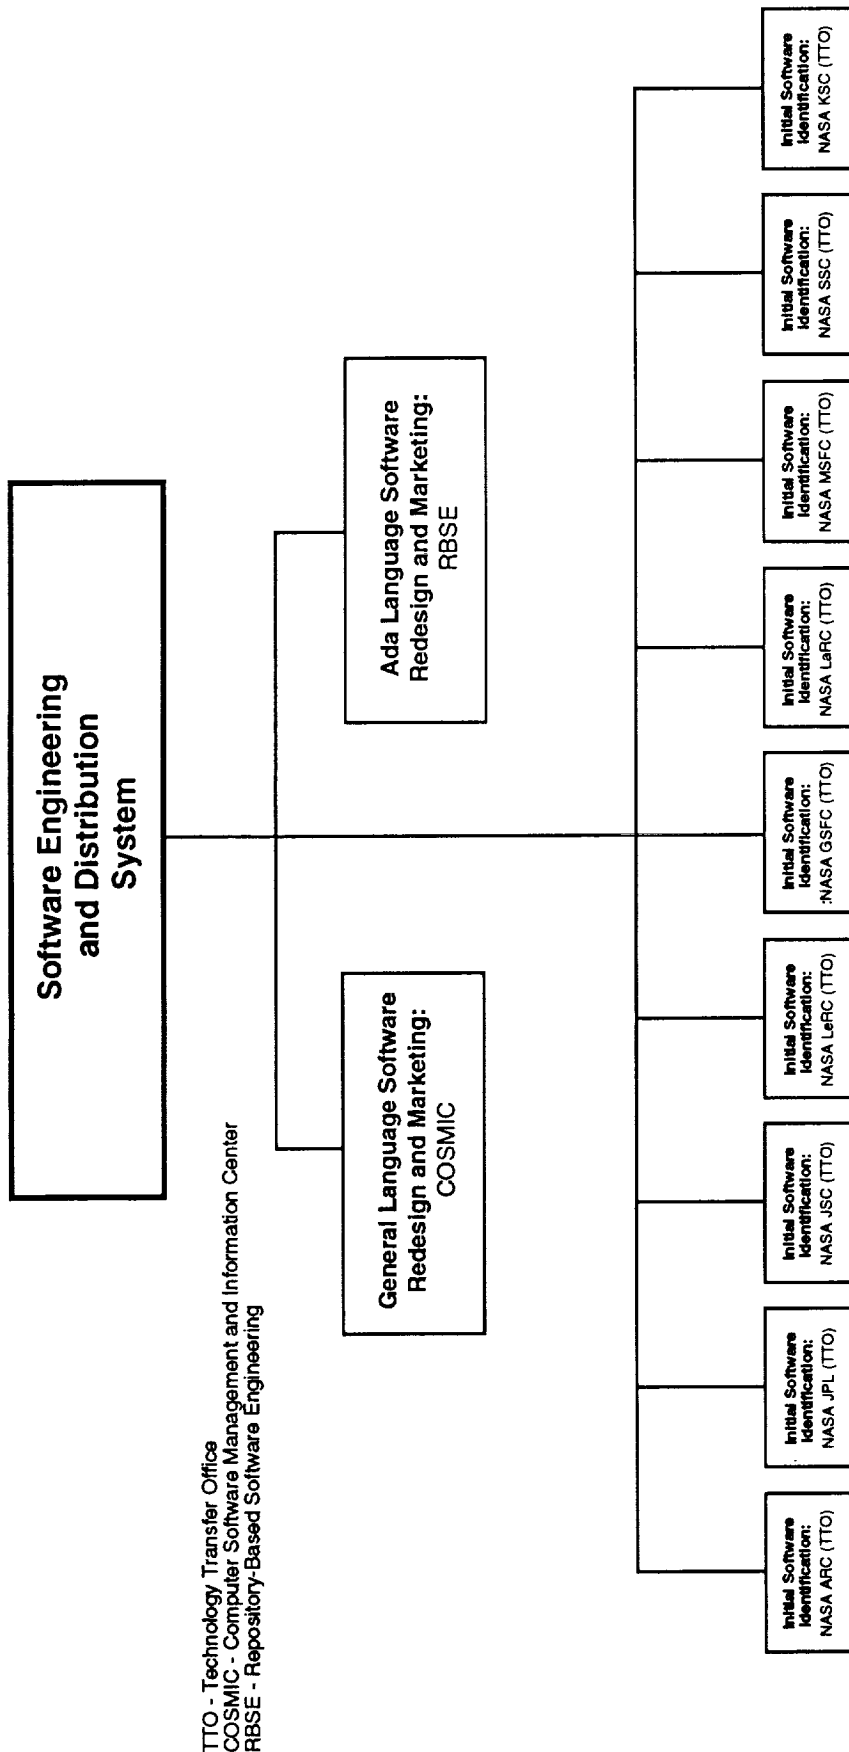 Software Engineering
and Distribution
System
TTO - Technology Transfer Office
COSMIC - Computer Software Management and Information Center
RBSE - Repository-Based Software Engineering
General Language Software
Redesign and Marketing:
COSMIC
Ada Language Software
Redesign and Marketing:
RBSE
Initial Software
Identification:
NASA ARC (TTO)
Initial Software
Identification:
NASA JPL (TTO)
Initial Software
Identification:
NASA JSC (TTO)
Initial Software
Identification:
NASA LeRC (TTO)
Initial Software
Identification:
:NASA GSFC (TTO)
Initial Software
Identification:
NASA LaRC (TTO)
Initial Software
Identification:
NASA MSFC (TTO)
Initial Software
Identification:
NASA SSC (TTO)
Initial Software
Identification:
NASA KSC (TTO)